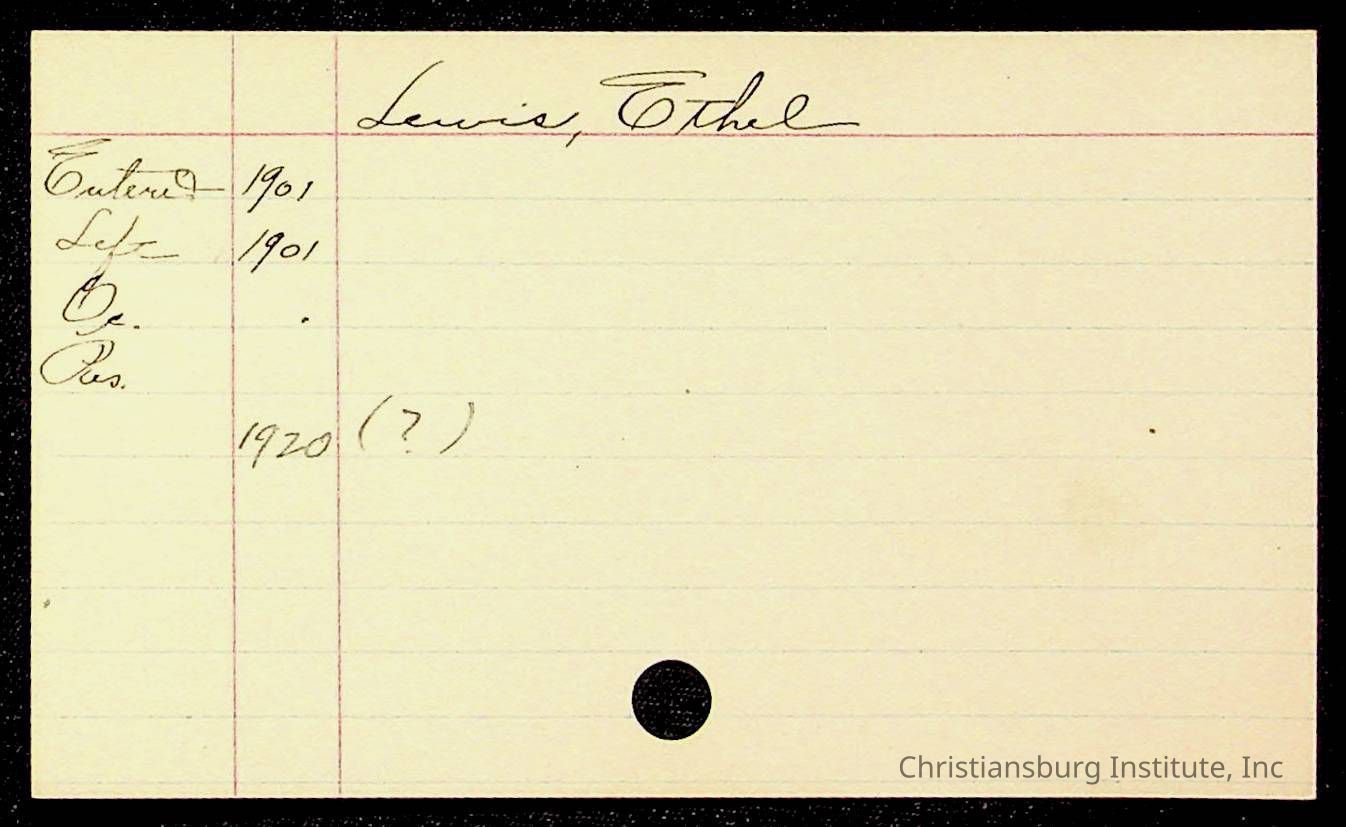 Lewis, Ethel
Entered 1901
Left 1901
Oc.
Res.
1920 (?)
Christiansburg Institute, Inc